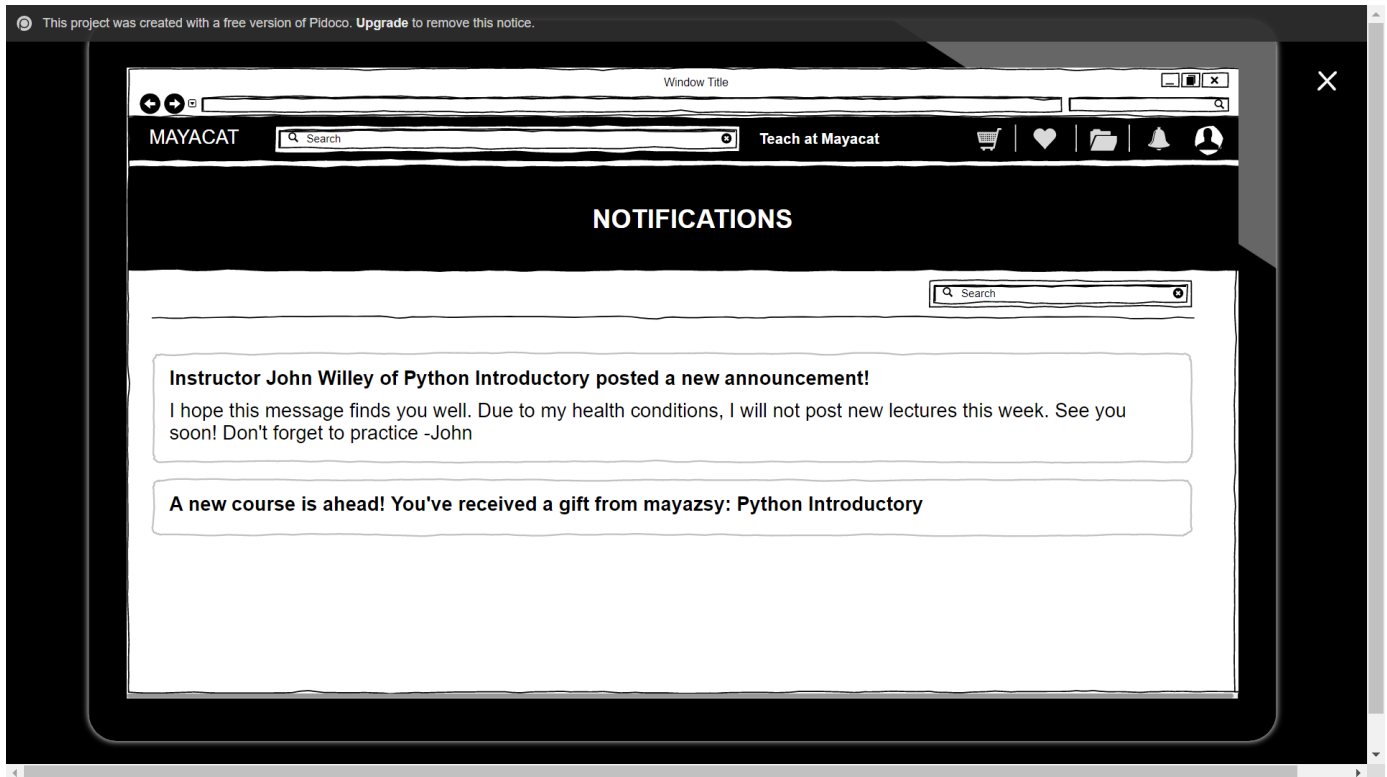 This project was created with a free version of Pidoco. Upgrade to remove this notice.
Window Title
MAYACAT
Search
Teach at Mayacat
NOTIFICATIONS
Search
Instructor John Willey of Python Introductory posted a new announcement!
I hope this message finds you well. Due to my health conditions, I will not post new lectures this week. See you
soon! Don't forget to practice -John
A new course is ahead! You've received a gift from mayazsy: Python Introductory